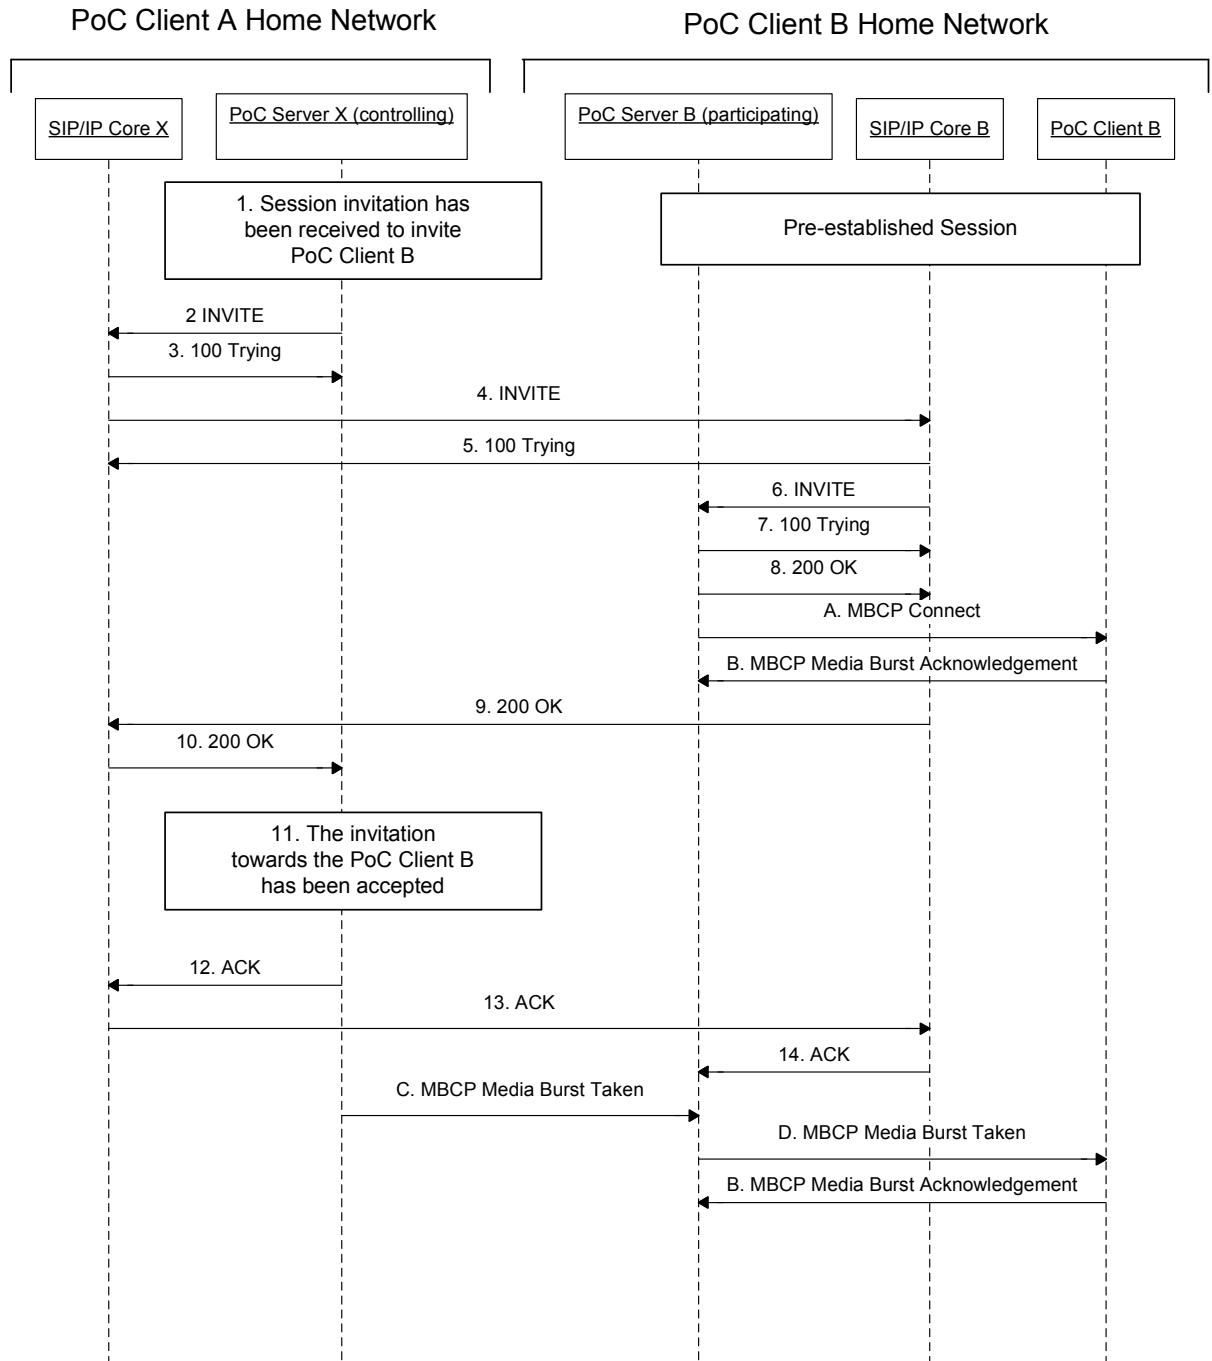 PoC Client A Home Network
PoC Client B Home Network
SIP/IP Core X
PoC Server X (controlling)
PoC Server B (participating)
SIP/IP Core B
PoC Client B
1. Session invitation has
been received to invite
PoC Client B
Pre-established Session
2 INVITE
3. 100 Trying
4. INVITE
5. 100 Trying
6. INVITE
7. 100 Trying
8. 200 OK
A. MBCP Connect
B. MBCP Media Burst Acknowledgement
9. 200 OK
10. 200 OK
11. The invitation
towards the PoC Client B
has been accepted
12. ACK
13. ACK
14. ACK
C. MBCP Media Burst Taken
D. MBCP Media Burst Taken
B. MBCP Media Burst Acknowledgement